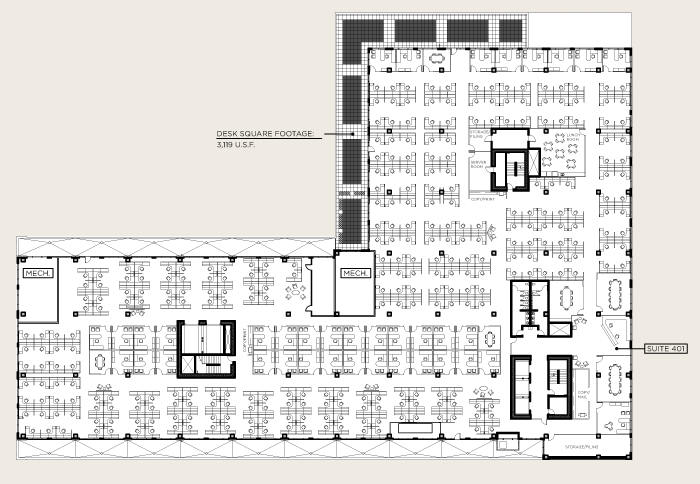 DESK SQUARE FOOTAGE:
3,119 U.S.F.
STORAGE/
FILING
LUNCH
ROOM
SERVER
ROOM
COPY/PRINT
MECH.
MECH.
COPY/PRINT
SUITE 401
COPY/
MAIL
STORAGE/FILING